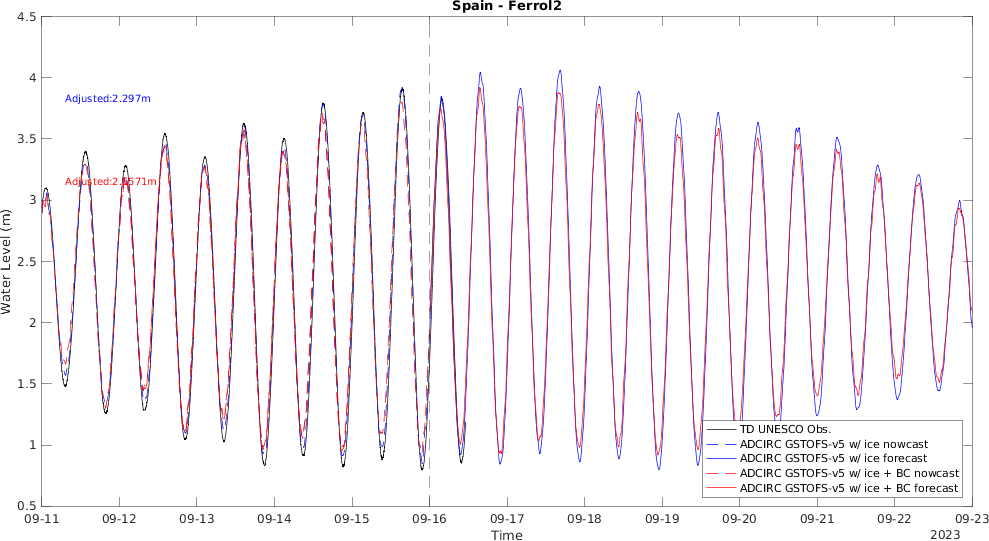 Spain - Ferrol2
4.5
4
3.5
3
2.5
2
1.5
1
0.5
Water Level (m)
Adjusted:2.297m
TD UNESCO Obs.
ADCIRC GSTOFS-v5 w/ ice nowcast
ADCIRC GSTOFS-v5 w/ ice forecast
ADCIRC GSTOFS-v5 w/ ice + BC nowcast
ADCIRC GSTOFS-v5 w/ ice + BC forecast
09-11 09-12 09-13 09-14 09-15 09-16 09-17 09-18 09-19 09-20 09-21 09-22 09-23
Time
2023